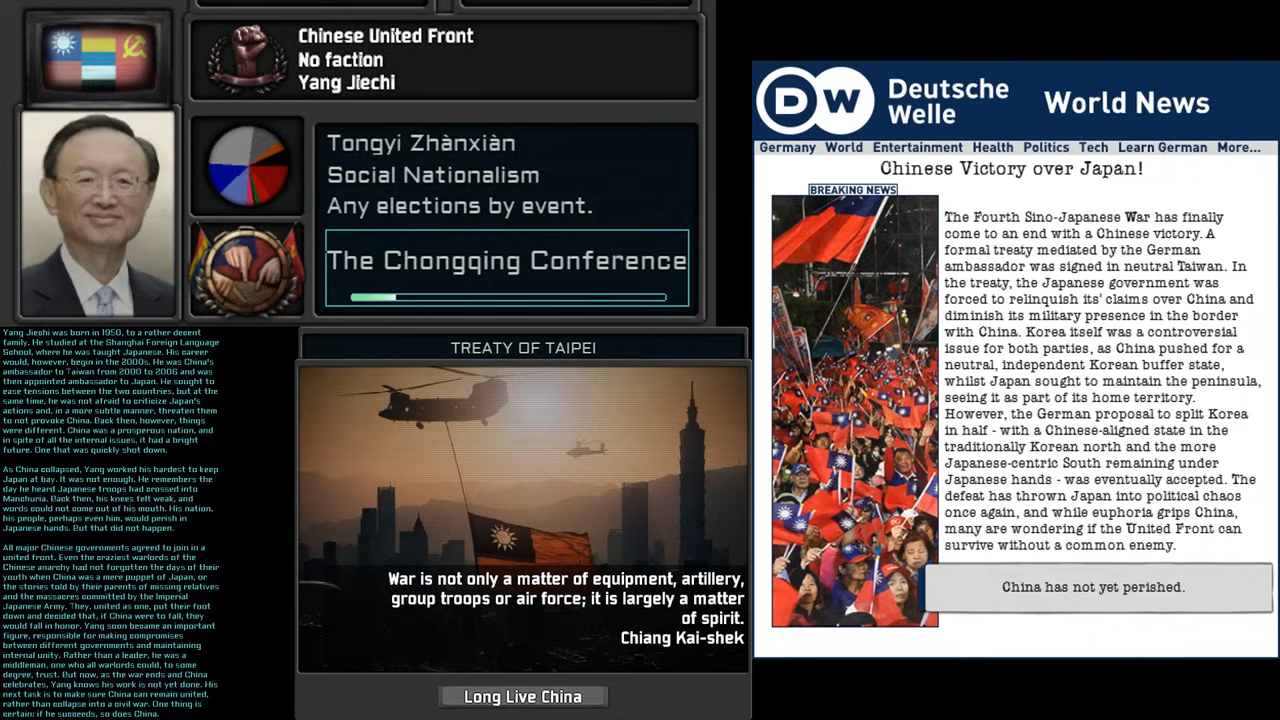 Chinese United Front
No faction
Yang Jiechi
Tongyi Zhànxiàn
Social Nationalism
Any elections by event.
The Chongqing Conference
Yang Jiechi was born in 1950, to a rather decent
family. He studied at the Shanghai Foreign Language
School, where he was taught Japanese. His career
would, however, begin in the 2000s. He was China's
ambassador to Taiwan from 2000 to 2006 and was
then appointed ambassador to Japan. He sought to
ease tensions between the two countries, but at the
same time, he was not afraid to criticize Japan's
actions and, in a more subtle manner, threaten them
to not provoke China. Back then, however, things
were different. China was a prosperous nation, and
in spite of all the internal issues, it had a bright
future. One that was quickly shot down.
As China collapsed, Yang worked his hardest to keep
Japan at bay. It was not enough. He remembers the
day he heard Japanese troops had crossed into
Manchuria. Back then, his knees felt weak, and
words could not come out of his mouth. His nation,
his people, perhaps even him, would perish in
Japanese hands. But that did not happen.
All major Chinese governments agreed to join in a
united front. Even the craziest warlords of the
Chinese anarchy had not forgotten the days of their
youth when China was a mere puppet of Japan, or
the stories told by their parents of missing relatives
and the massacres committed by the Imperial
Japanese Army. They, united as one, put their foot
down and decided that, if China were to fall, they
would fall in honor. Yang soon became an important
figure, responsible for making compromises
between different governments and maintaining
internal unity. Rather than a leader, he was a
middleman, one who all warlords could, to some
degree, trust. But now, as the war ends and China
celebrates, Yang knows his work is not yet done. His
next task is to make sure China can remain united,
rather than collapse into a civil war. One thing is
certain: if he succeeds, so does China.
TREATY OF TAIPEI
War is not only a matter of equipment, artillery,
group troops or air force; it is largely a matter
of spirit.
Chiang Kai-shek
Long Live China
DW
Deutsche
Welle
World News
Germany World Entertainment Health Politics Tech Learn German More...
Chinese Victory over Japan!
BREAKING NEWS
The Fourth Sino-Japanese War has finally
come to an end with a Chinese victory. A
formal treaty mediated by the German
ambassador was signed in neutral Taiwan. In
the treaty, the Japanese government was
forced to relinquish its' claims over China and
diminish its military presence in the border
with China. Korea itself was a controversial
issue for both parties, as China pushed for a
neutral, independent Korean buffer state,
whilst Japan sought to maintain the peninsula,
seeing it as part of its home territory.
However, the German proposal to split Korea
in half - with a Chinese-aligned state in the
traditionally Korean north and the more
Japanese-centric South remaining under
Japanese hands - was eventually accepted. The
defeat has thrown Japan into political chaos
once again, and while euphoria grips China,
many are wondering if the United Front can
survive without a common enemy.
China has not yet perished.